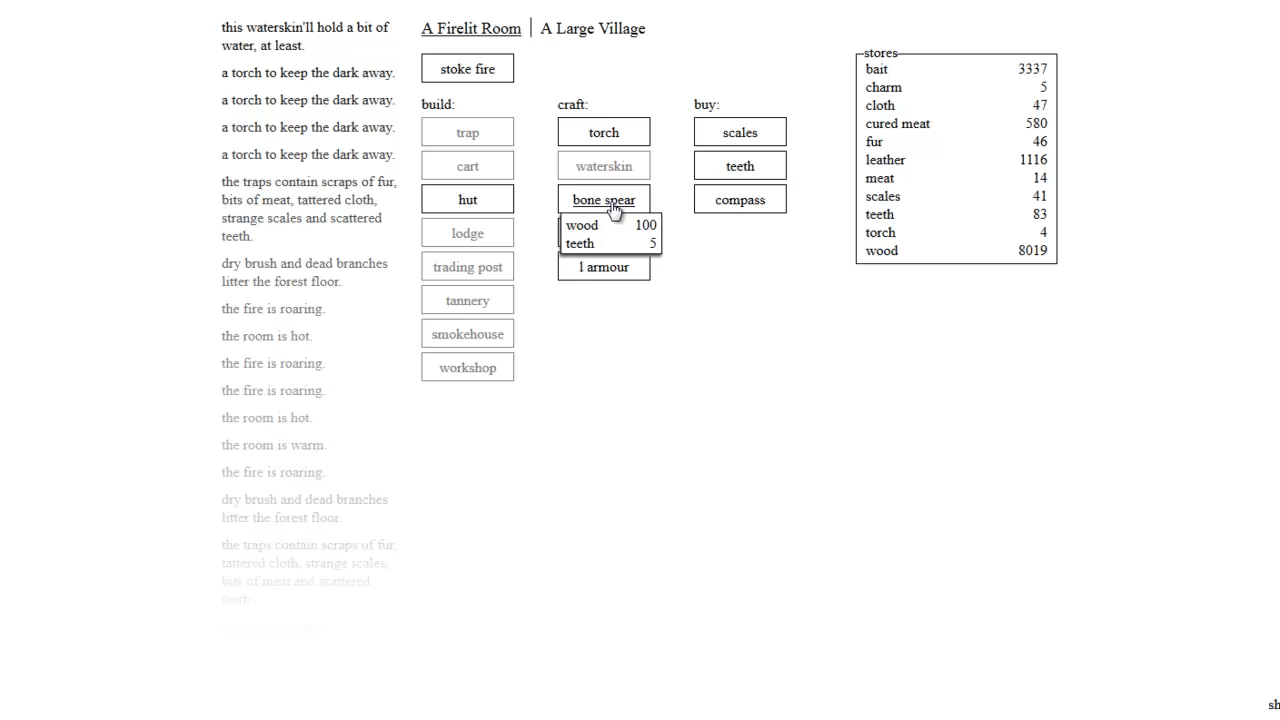 this waterskin'll hold a bit of
water, at least.
a torch to keep the dark away.
a torch to keep the dark away.
a torch to keep the dark away.
a torch to keep the dark away.
the traps contain scraps of fur,
bits of meat, tattered cloth,
strange scales and scattered
teeth.
dry brush and dead branches
litter the forest floor.
the fire is roaring.
the room is hot.
the fire is roaring.
the fire is roaring.
the room is hot.
the room is warm.
the fire is roaring.
dry brush and dead branches
litter the forest floor.
the traps contain scraps of fur,
tattered cloth, strange scales,
bits of meat and scattered
teeth.
A Firelit Room | A Large Village
stoke fire
build:
trap
cart
hut
lodge
trading post
tannery
smokehouse
workshop
craft:
torch
waterskin
bone spear
wood 100
teeth 5
l armour
buy:
scales
teeth
compass
stores
bait 3337
charm 5
cloth 47
cured meat 580
fur 46
leather 1116
meat 14
scales 41
teeth 83
torch 4
wood 8019
sh